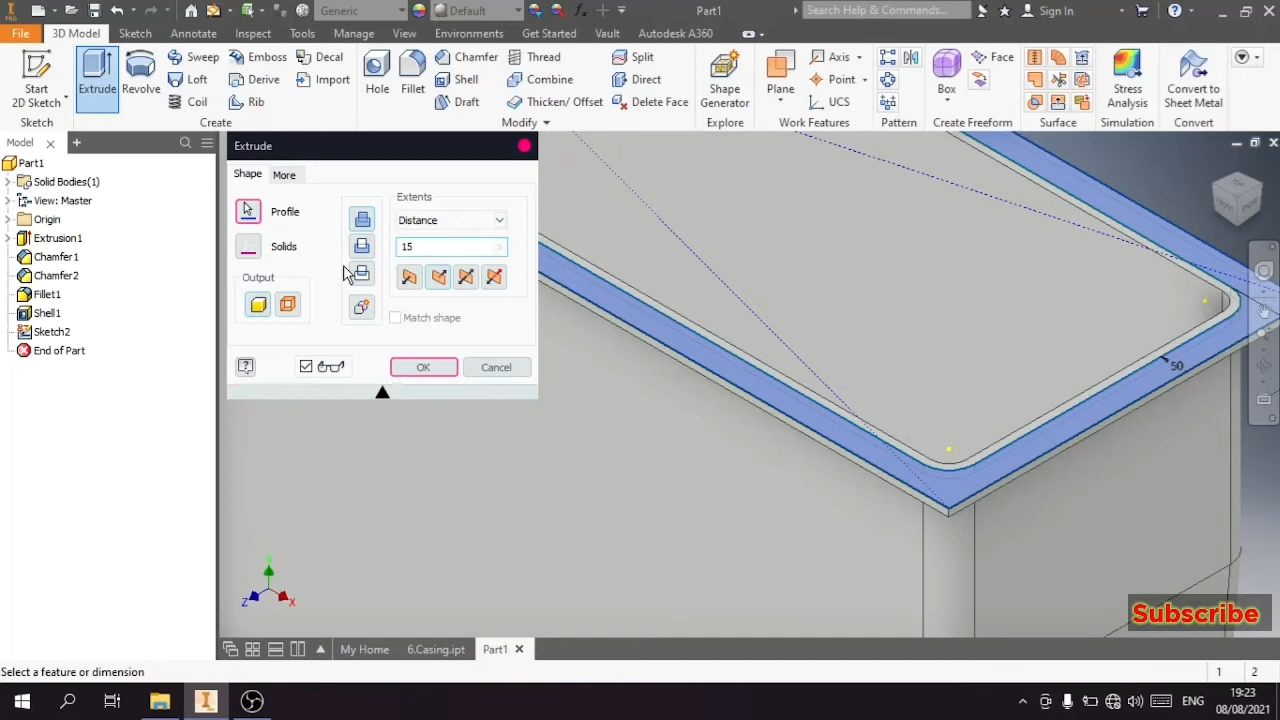 Generic
Default
Part1
Search Help & Commands...
Sign In
PRO
File
3D Model
Sketch
Annotate
Inspect
Tools
Manage
View
Environments
Get Started
Vault
Autodesk A360
Start
2D Sketch
Extrude
Revolve
Sweep
Loft
Coil
Emboss
Derive
Rib
Decal
Import
Hole
Fillet
Chamfer
Shell
Draft
Thread
Combine
Thicken/ Offset
Split
Direct
Delete Face
Shape
Generator
Plane
Axis
Point
UCS
Box
Face
Stress
Analysis
Convert to
Sheet Metal
Sketch
Create
Modify
Explore
Work Features
Pattern
Create Freeform
Surface
Simulation
Convert
Model
Part1
Solid Bodies(1)
View: Master
Origin
Extrusion1
Chamfer1
Chamfer2
Fillet1
Shell1
Sketch2
End of Part
Extrude
Shape
More
Profile
Solids
Output
Extents
Distance
15
Match shape
OK
Cancel
50
Z
X
Subscribe
My Home
6.Casing.ipt
Part1
Select a feature or dimension
1
2
ENG
19:23
08/08/2021